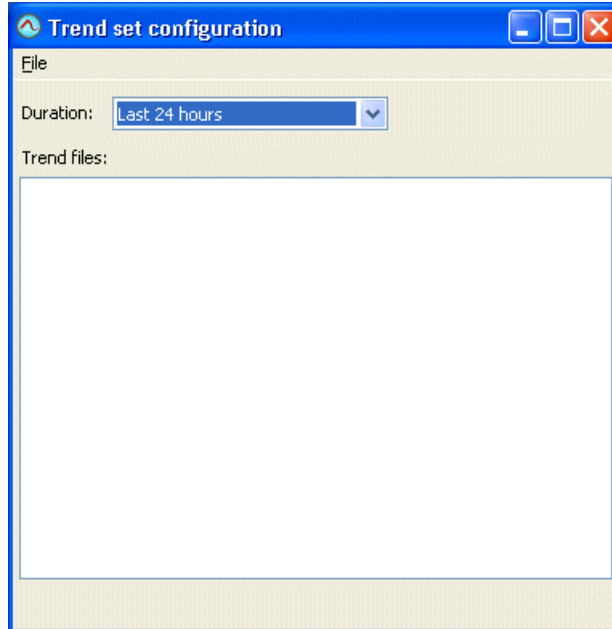 Trend set configuration
File
Duration: Last 24 hours
Trend files: